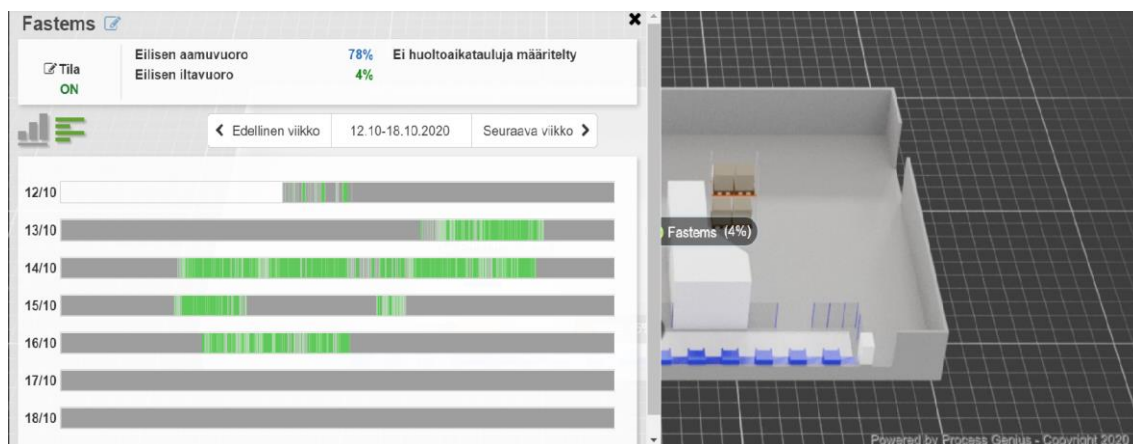 Fastems
Tila
ON
Eilisen aamuvuoro 78% Ei huoltoaikatauluja määritelty
Eilisen iltavuoro 4%
Edellinen viikko 12.10-18.10.2020 Seuraava viikko
12/10
13/10
14/10
15/10
16/10
17/10
18/10
Fastems (4%)
Powered by Process Genius - Copyright 2020